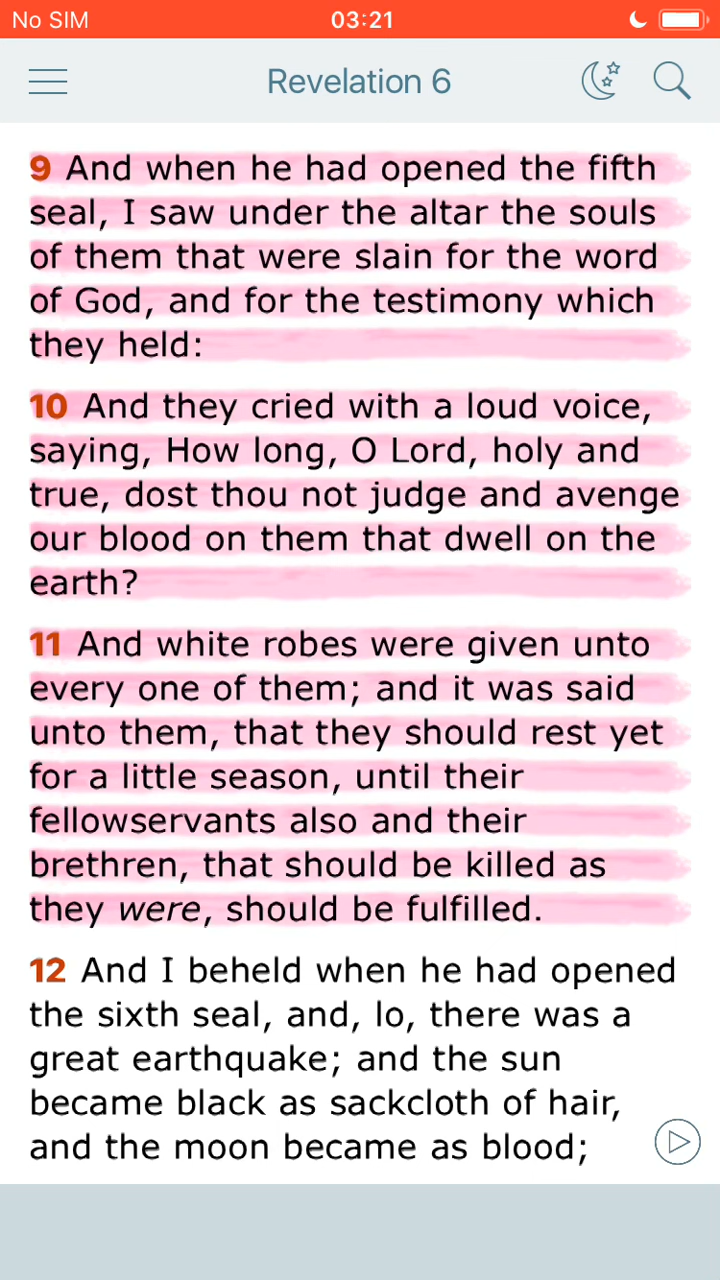 No SIM 03:21
Revelation 6
9 And when he had opened the fifth
seal, I saw under the altar the souls
of them that were slain for the word
of God, and for the testimony which
they held:
10 And they cried with a loud voice,
saying, How long, O Lord, holy and
true, dost thou not judge and avenge
our blood on them that dwell on the
earth?
11 And white robes were given unto
every one of them; and it was said
unto them, that they should rest yet
for a little season, until their
fellowservants also and their
brethren, that should be killed as
they were, should be fulfilled.
12 And I beheld when he had opened
the sixth seal, and, lo, there was a
great earthquake; and the sun
became black as sackcloth of hair,
and the moon became as blood;